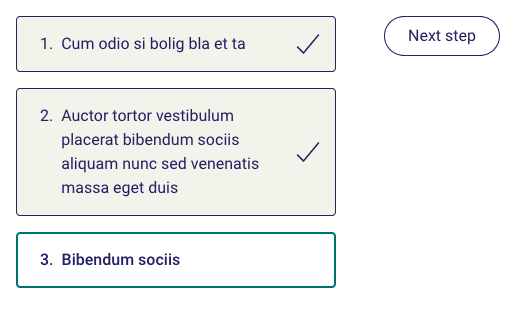 1. Cum odio si bolig bla et ta
Next step
2. Auctor tortor vestibulum
placerat bibendum sociis
aliquam nunc sed venenatis
massa eget duis
3. Bibendum sociis